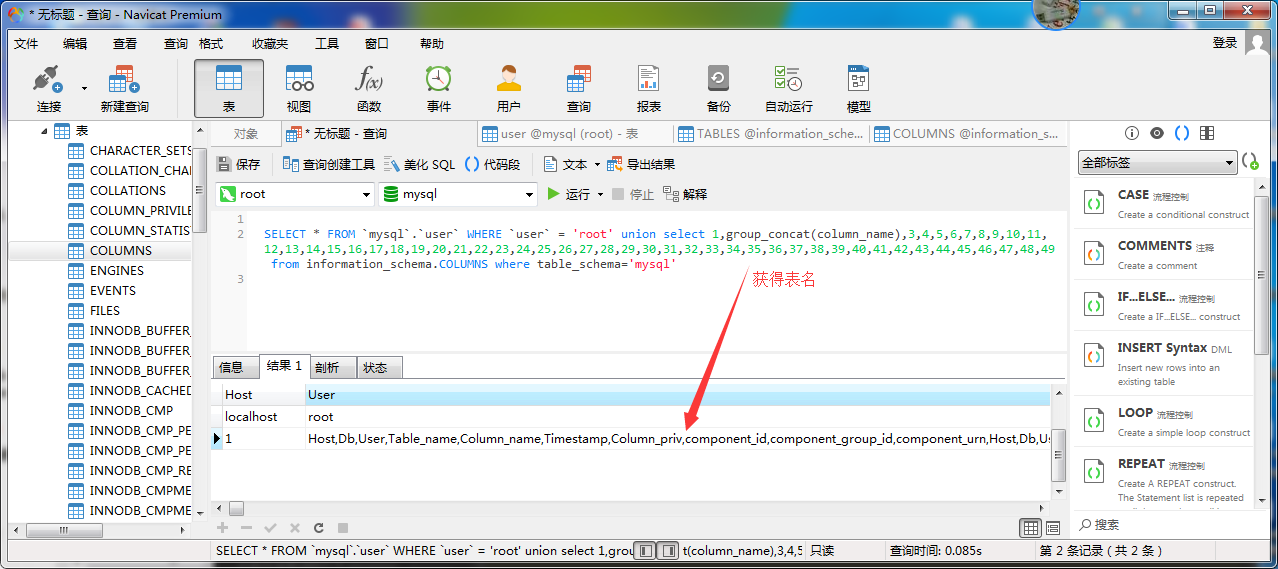 * 无标题 - 查询 - Navicat Premium
文件 编辑 查看 查询 格式 收藏夹 工具 窗口 帮助 登录
连接 新建查询 表 视图 函数 事件 用户 查询 报表 备份 自动运行 模型
f(x)
表
CHARACTER_SETS
COLLATION_CHA
COLLATIONS
COLUMN_PRIVILE
COLUMN_STATIS
COLUMNS
ENGINES
EVENTS
FILES
INNODB_BUFFER_
INNODB_BUFFER_
INNODB_BUFFER_
INNODB_CACHED
INNODB_CMP
INNODB_CMP_PE
INNODB_CMP_PE
INNODB_CMP_RE
INNODB_CMPME
INNODB_CMPME
对象 * 无标题 - 查询 user @mysql (root) - 表 TABLES @information_sche... COLUMNS @information_s...
保存 查询创建工具 美化 SQL () 代码段 文本 导出结果
root mysql 运行 停止 解释
1
2 SELECT * FROM `mysql`.`user` WHERE `user` = 'root' union select 1,group_concat(column_name),3,4,5,6,7,8,9,10,11,
12,13,14,15,16,17,18,19,20,21,22,23,24,25,26,27,28,29,30,31,32,33,34,35,36,37,38,39,40,41,42,43,44,45,46,47,48,49
from information_schema.COLUMNS where table_schema='mysql'
3
获得表名
信息 结果 1 剖析 状态
Host User
localhost root
1 Host,Db,User,Table_name,Column_name,Timestamp,Column_priv,component_id,component_group_id,component_urn,Host,Db,Us
SELECT * FROM `mysql`.`user` WHERE `user` = 'root' union select 1,grou t(column_name),3,4,5 只读 查询时间: 0.085s 第 2 条记录 ( 共 2 条 )
全部标签
CASE 流程控制
Create a conditional construct
COMMENTS 注释
Create a comment
IF...ELSE... 流程控制
Create a IF...ELSE... construct
INSERT Syntax DML
Insert new rows into an
existing table
LOOP 流程控制
Create a simple loop construct
REPEAT 流程控制
Create A REPEAT construct.
The Statement list is repeated
搜索